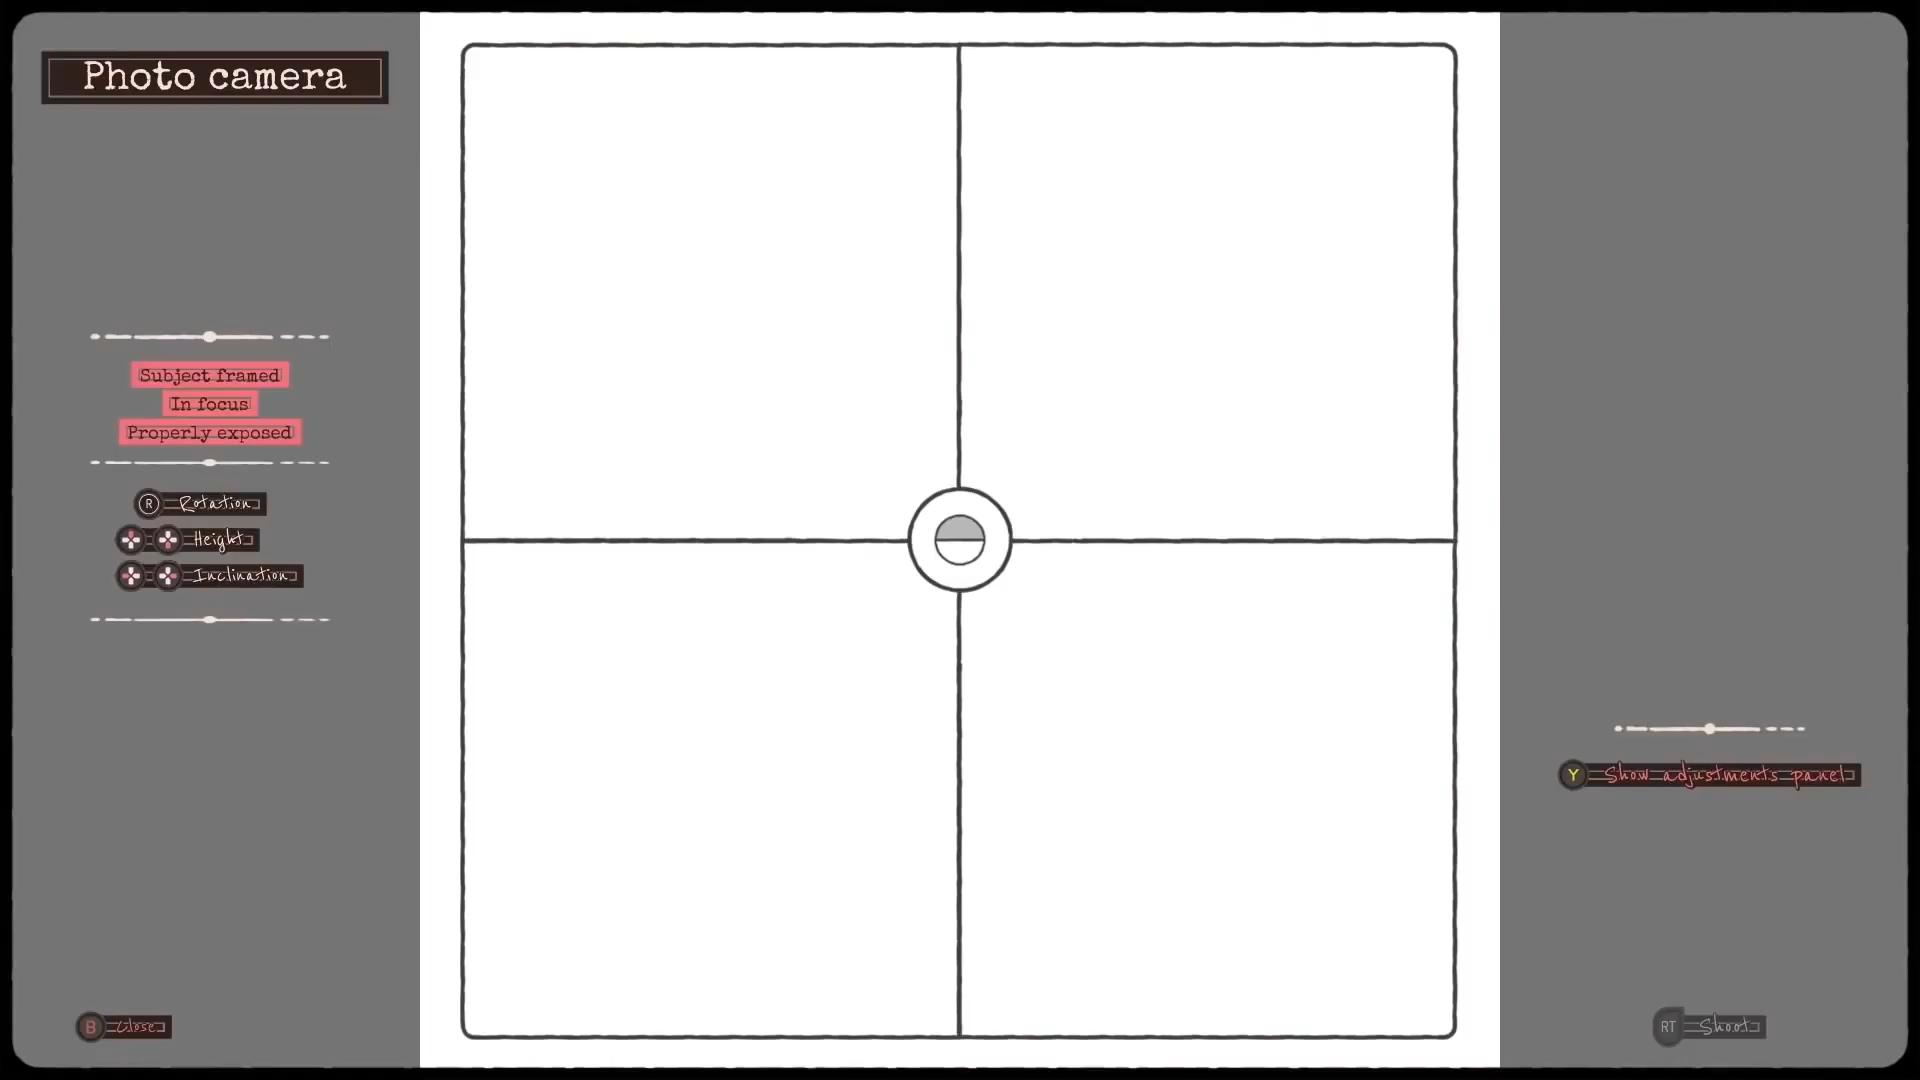 Photo camera
Subject framed
In focus
Properly exposed
R Rotation
Height
Inclination
Y Show adjustments panel
B Close
RT Shoot